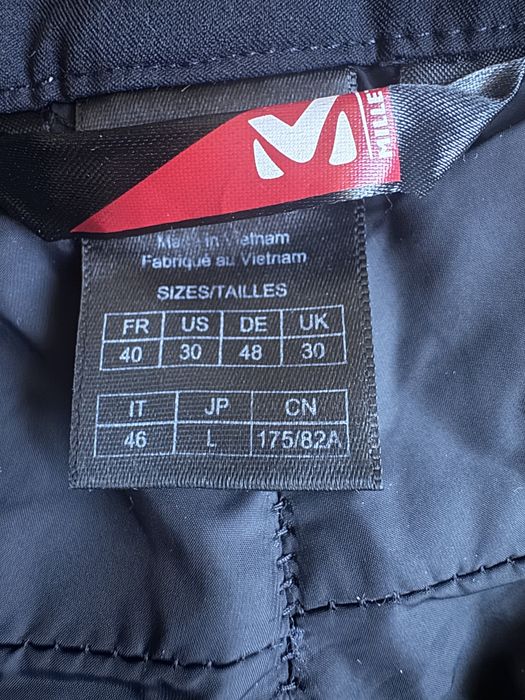 MILLE
Made in Vietnam
Fabriqué au Vietnam
SIZES/TAILLES
FR US DE UK
40 30 48 30
IT JP CN
46 L 175/82A